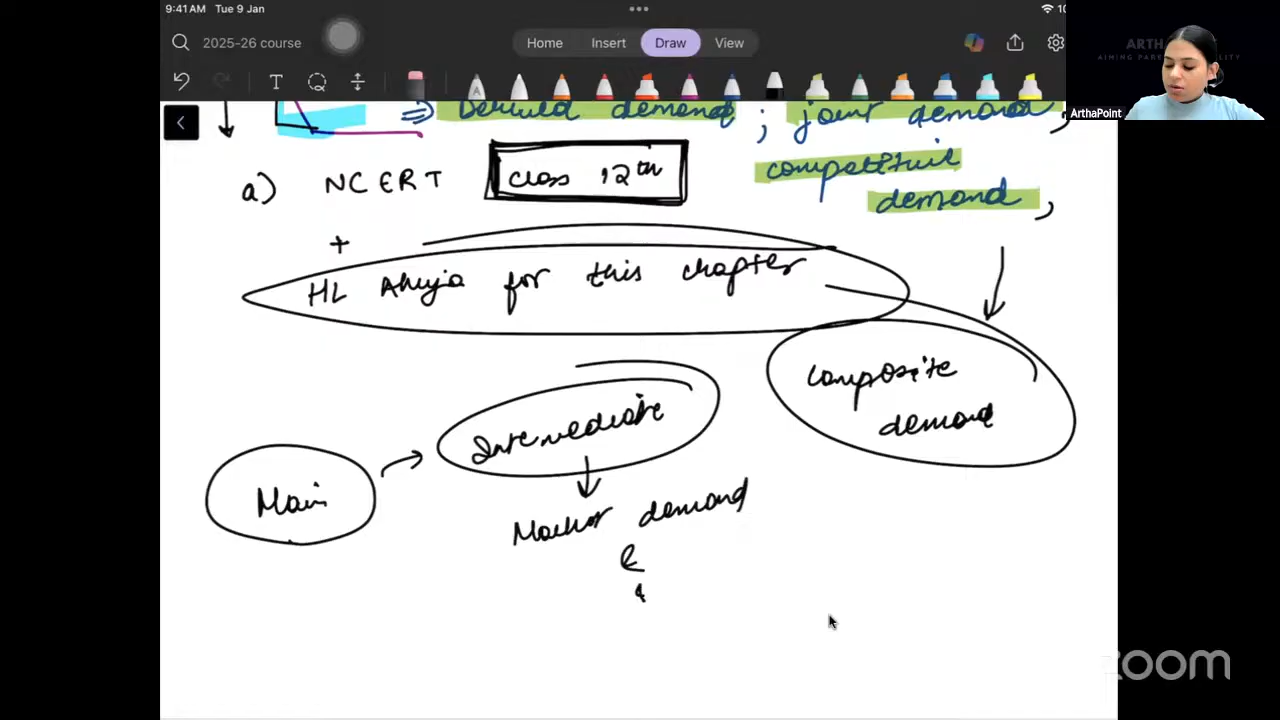 9:41 AM Tue 9 Jan
2025-26 course
Home Insert Draw View
ArthaPoint
Derived demand ; joint demand ,
a) NCERT class 12th
competitive
demand ,
+
HL Ahuja for this chapter
composite
demand
Intermediate
Main
Market demand
&
zoom